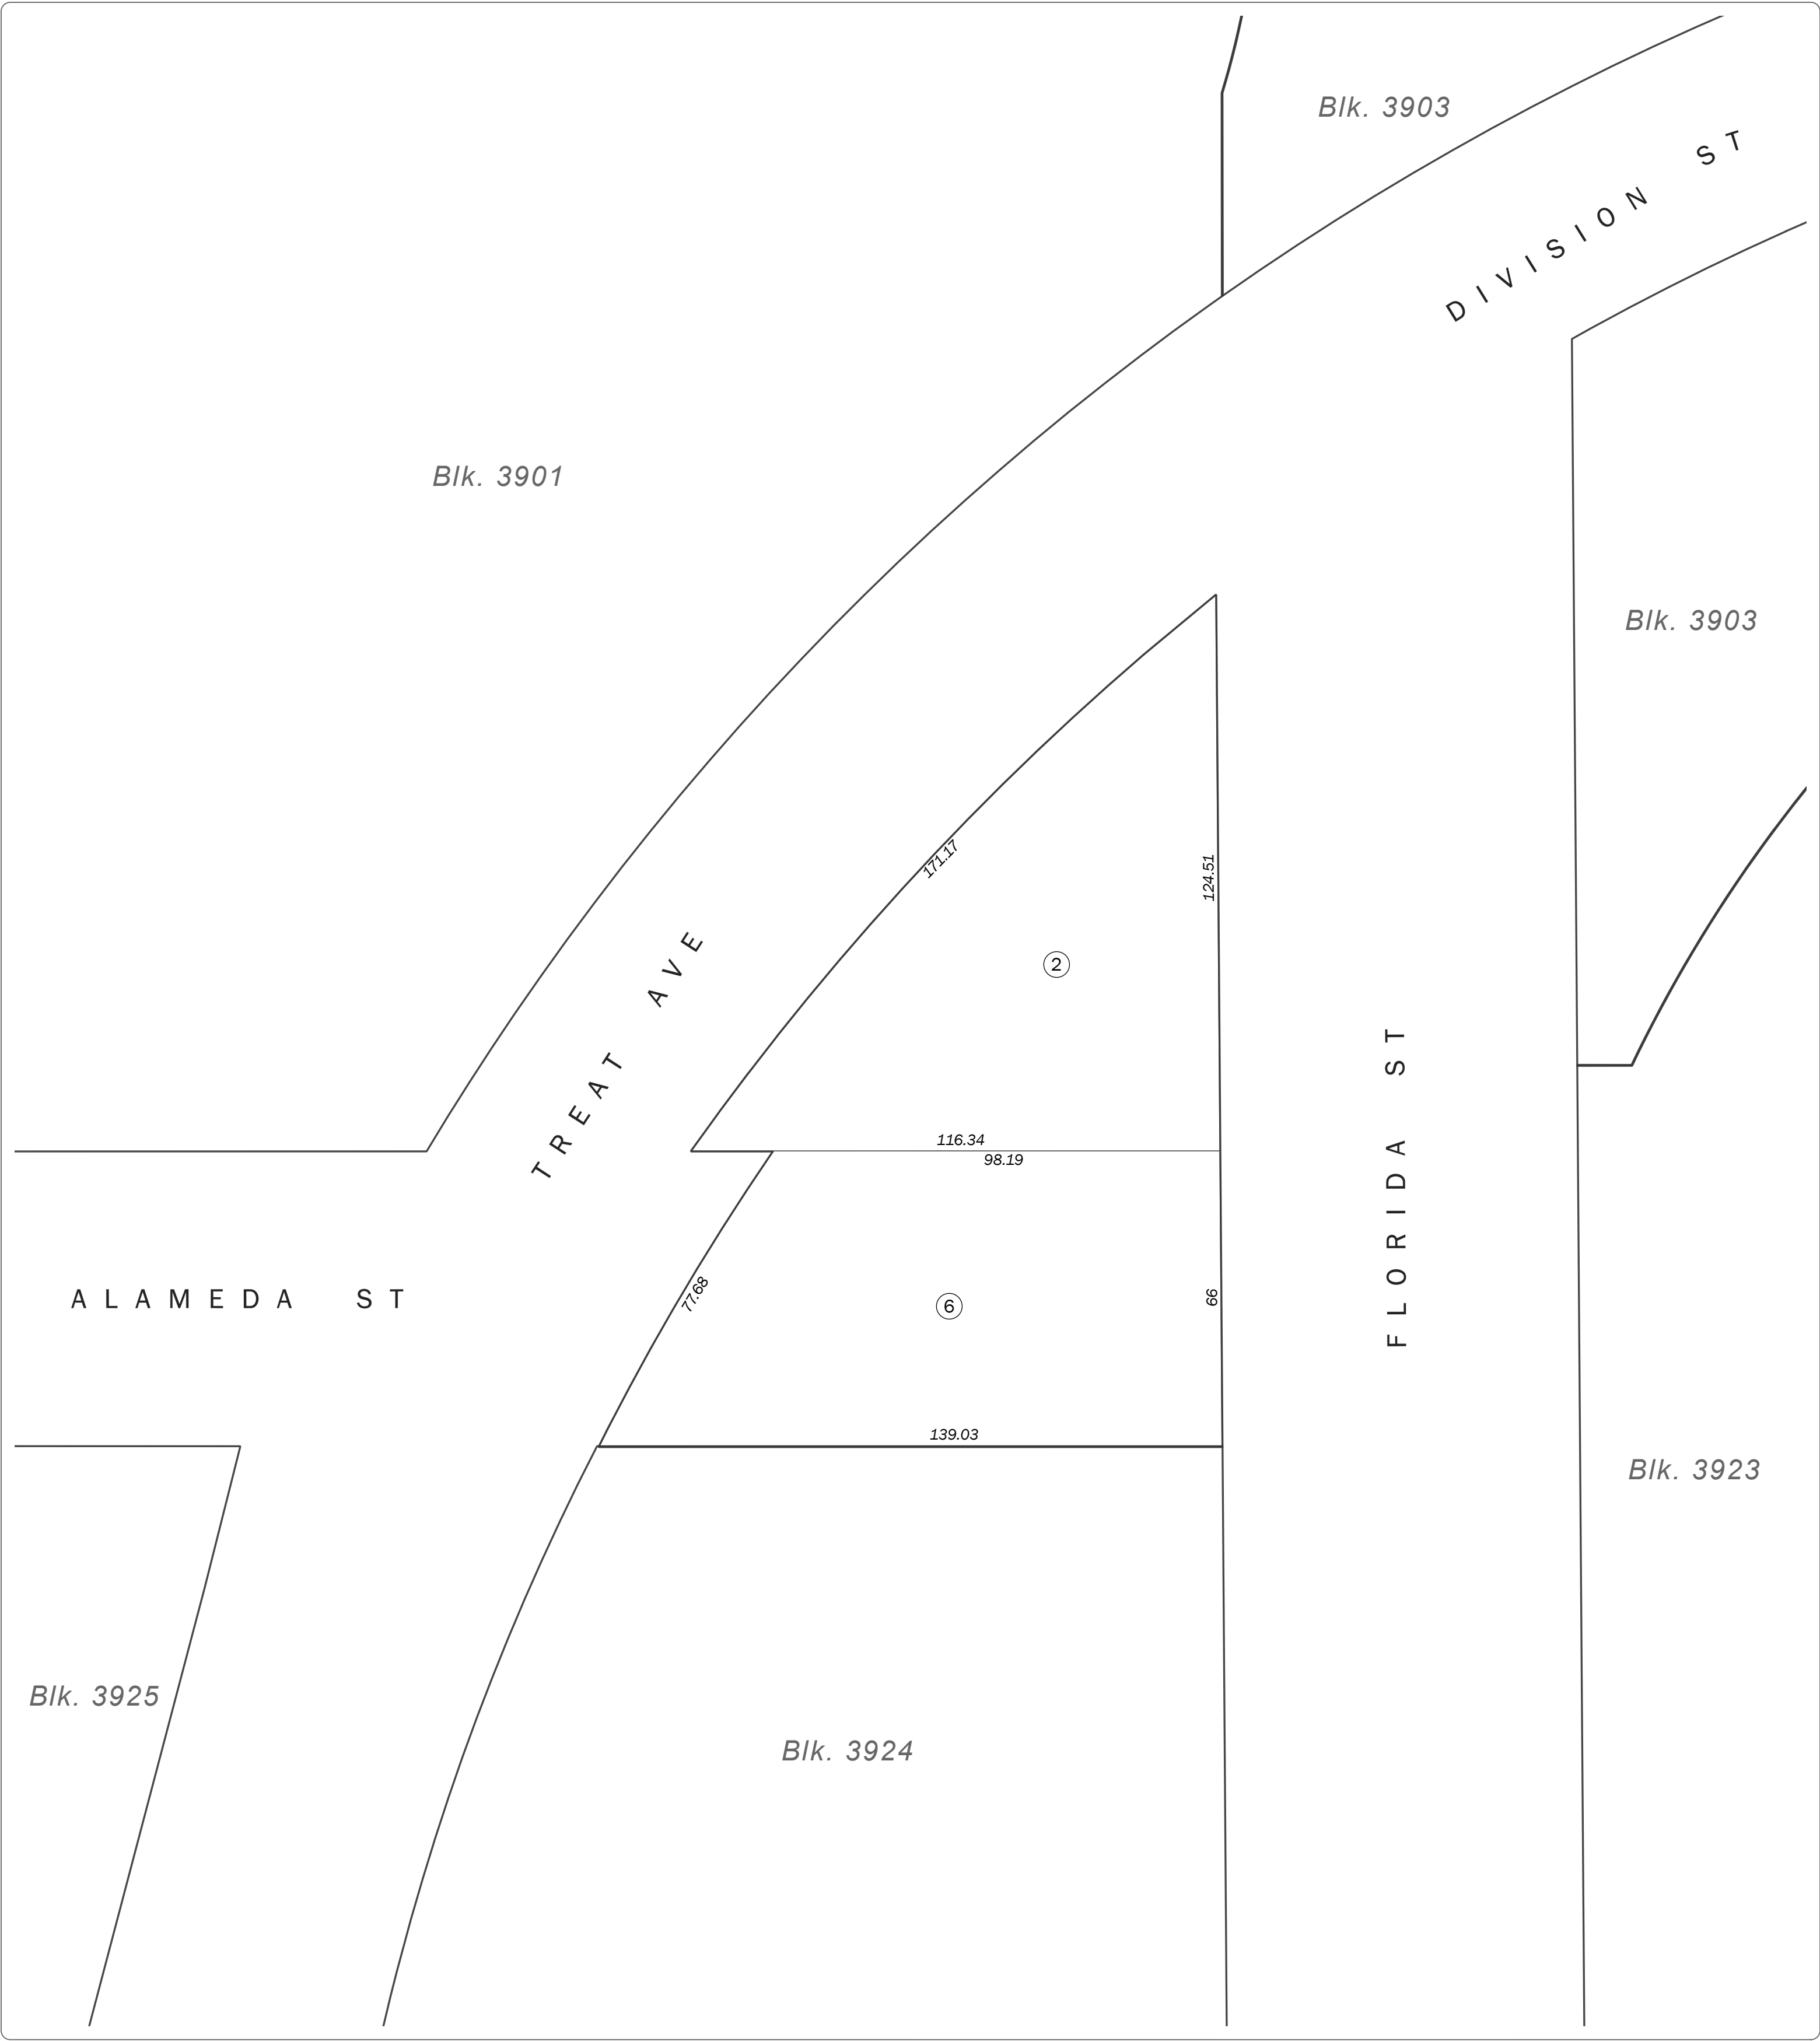 Blk. 3903
DIVISION ST
Blk. 3901
Blk. 3903
171.17
124.51
TREAT AVE
2
FLORIDA ST
116.34
98.19
ALAMEDA ST
77.68
6
66
139.03
Blk. 3923
Blk. 3925
Blk. 3924